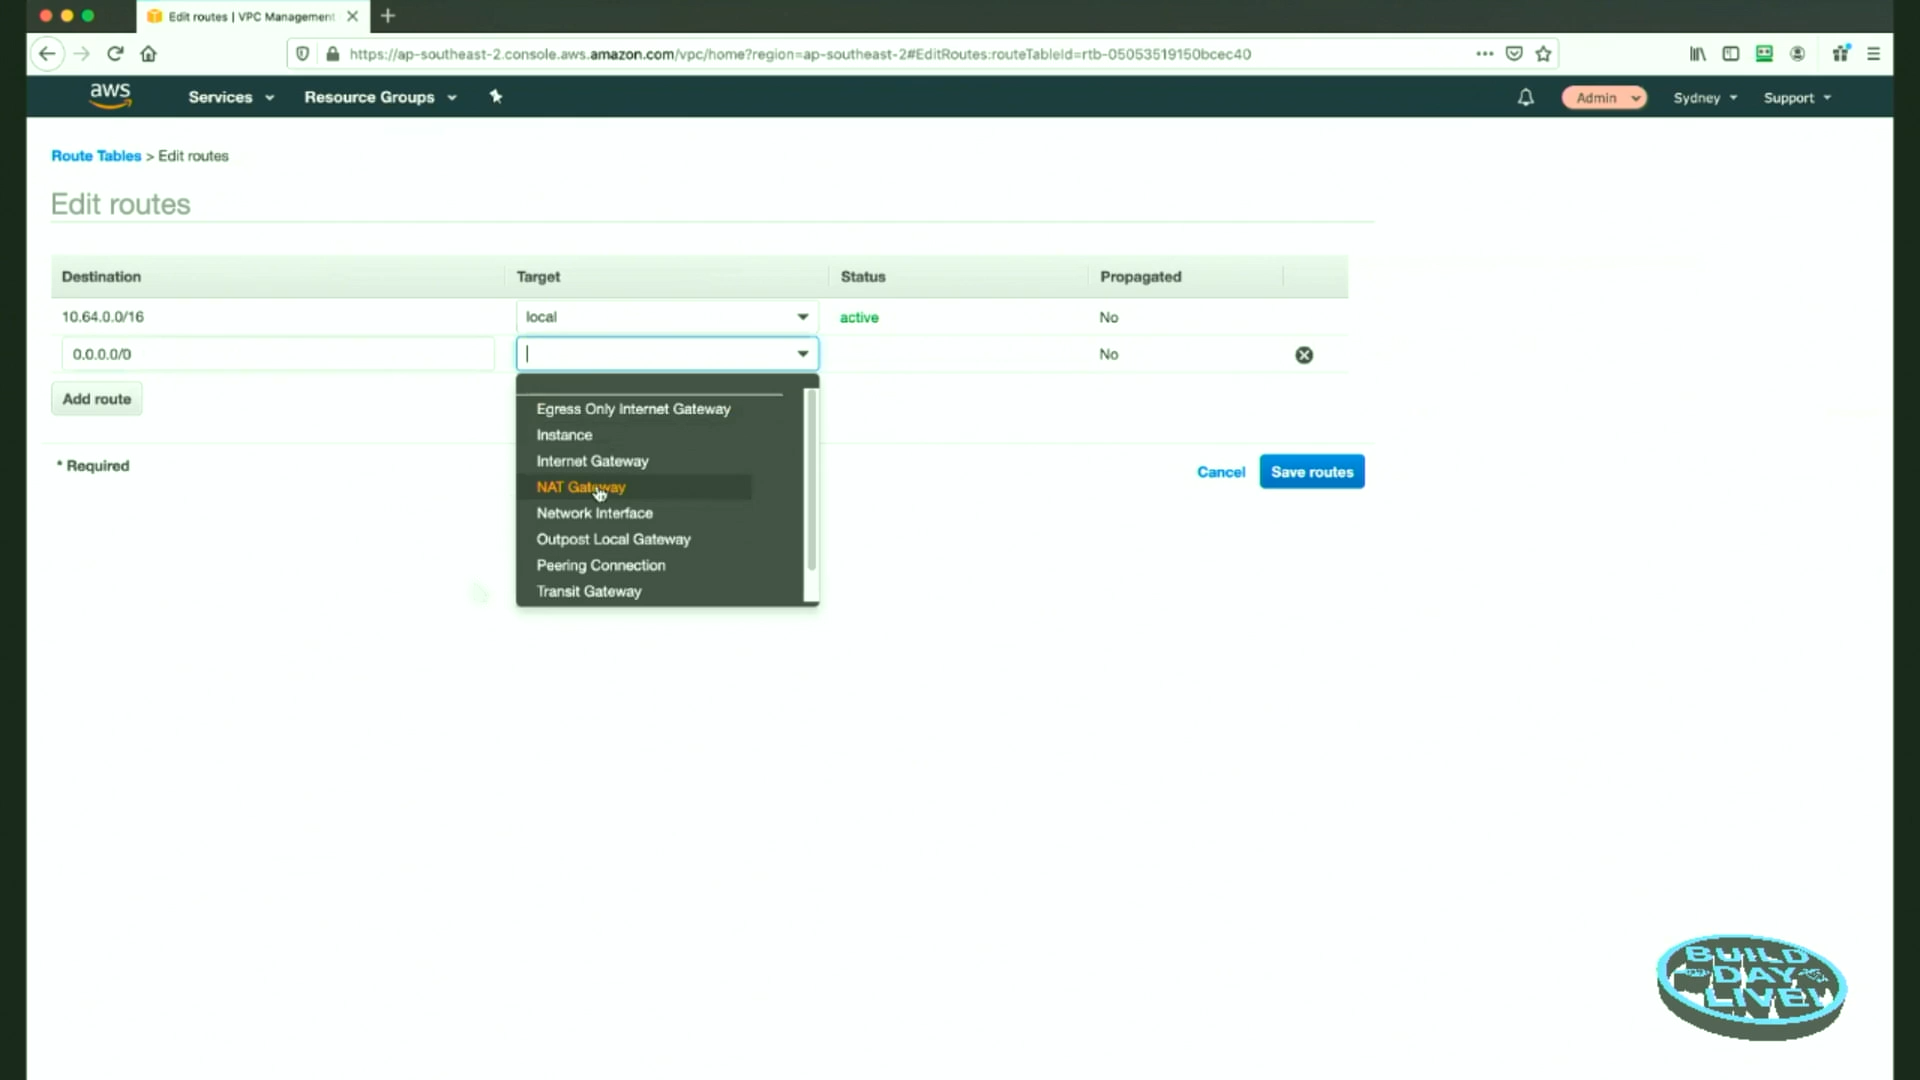 Edit routes | VPC Management
https://ap-southeast-2.console.aws.amazon.com/vpc/home?region=ap-southeast-2#EditRoutes:routeTableId=rtb-05053519150bcec40
aws Services Resource Groups Admin Sydney Support
Route Tables > Edit routes
Edit routes
Destination Target Status Propagated
10.64.0.0/16 local active No
0.0.0.0/0 No
Add route
Egress Only Internet Gateway
Instance
Internet Gateway
NAT Gateway
Network Interface
Outpost Local Gateway
Peering Connection
Transit Gateway
* Required
Cancel Save routes
BUILD
DAY
LIVE!